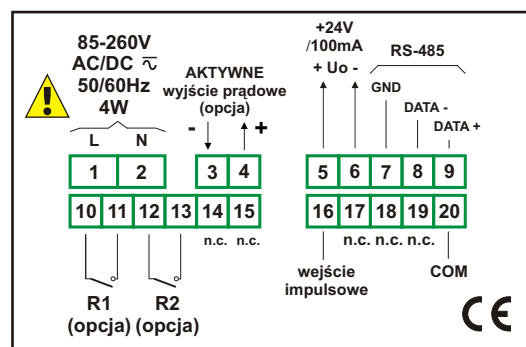 85-260V
AC/DC
50/60Hz
4W
L N
AKTYWNE
wyjście prądowe
(opcja)
- +
+24V
/100mA
+ Uo -
RS-485
GND
DATA -
DATA +
1 2 3 4 5 6 7 8 9
10 11 12 13 14 15 16 17 18 19 20
n.c. n.c. n.c. n.c. n.c.
R1 R2
(opcja) (opcja)
wejście
impulsowe
COM
CE